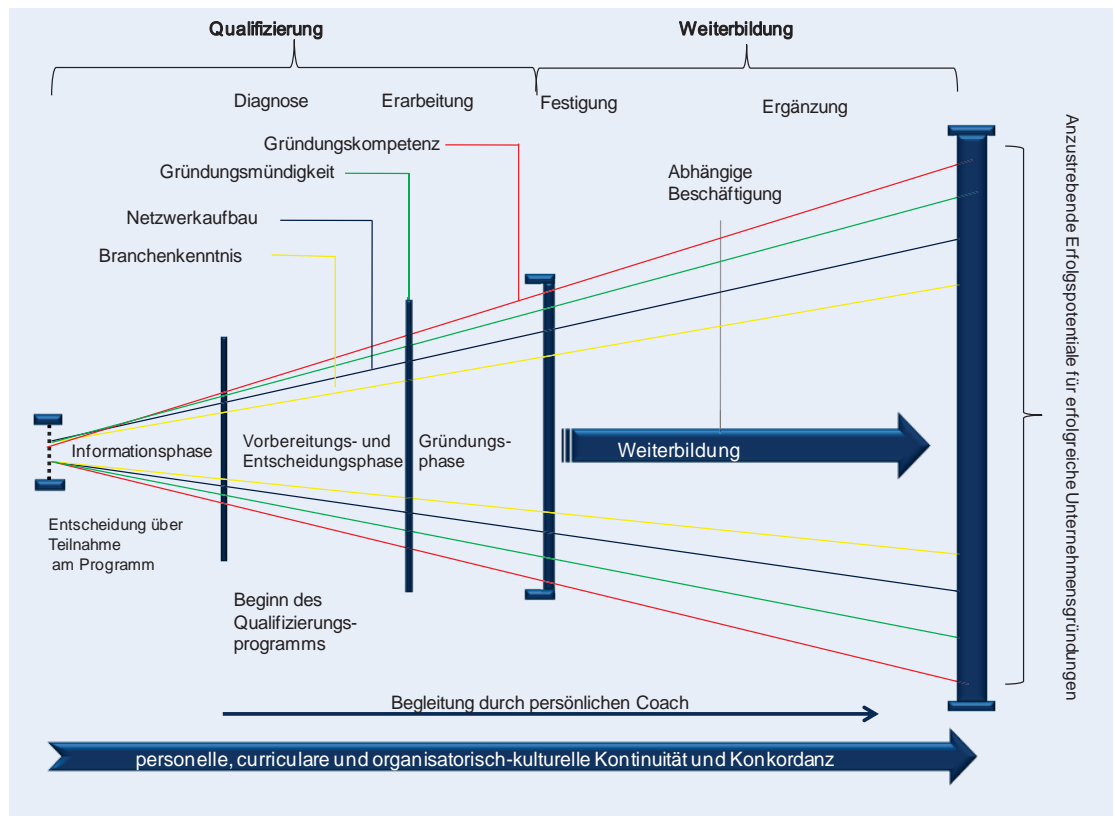 Qualifizierung
Weiterbildung
Diagnose
Erarbeitung
Festigung
Ergänzung
Gründungskompetenz
Gründungsmündigkeit
Netzwerkaufbau
Branchenkenntnis
Abhängige
Beschäftigung
Informationsphase
Vorbereitungs- und
Entscheidungsphase
Gründungs-
phase
Weiterbildung
Entscheidung über
Teilnahme
am Programm
Beginn des
Qualifizierungs-
programms
Begleitung durch persönlichen Coach
personelle, curriculare und organisatorisch-kulturelle Kontinuität und Konkordanz
Anzustrebende Erfolgspotentiale für erfolgreiche Unternehmensgründungen